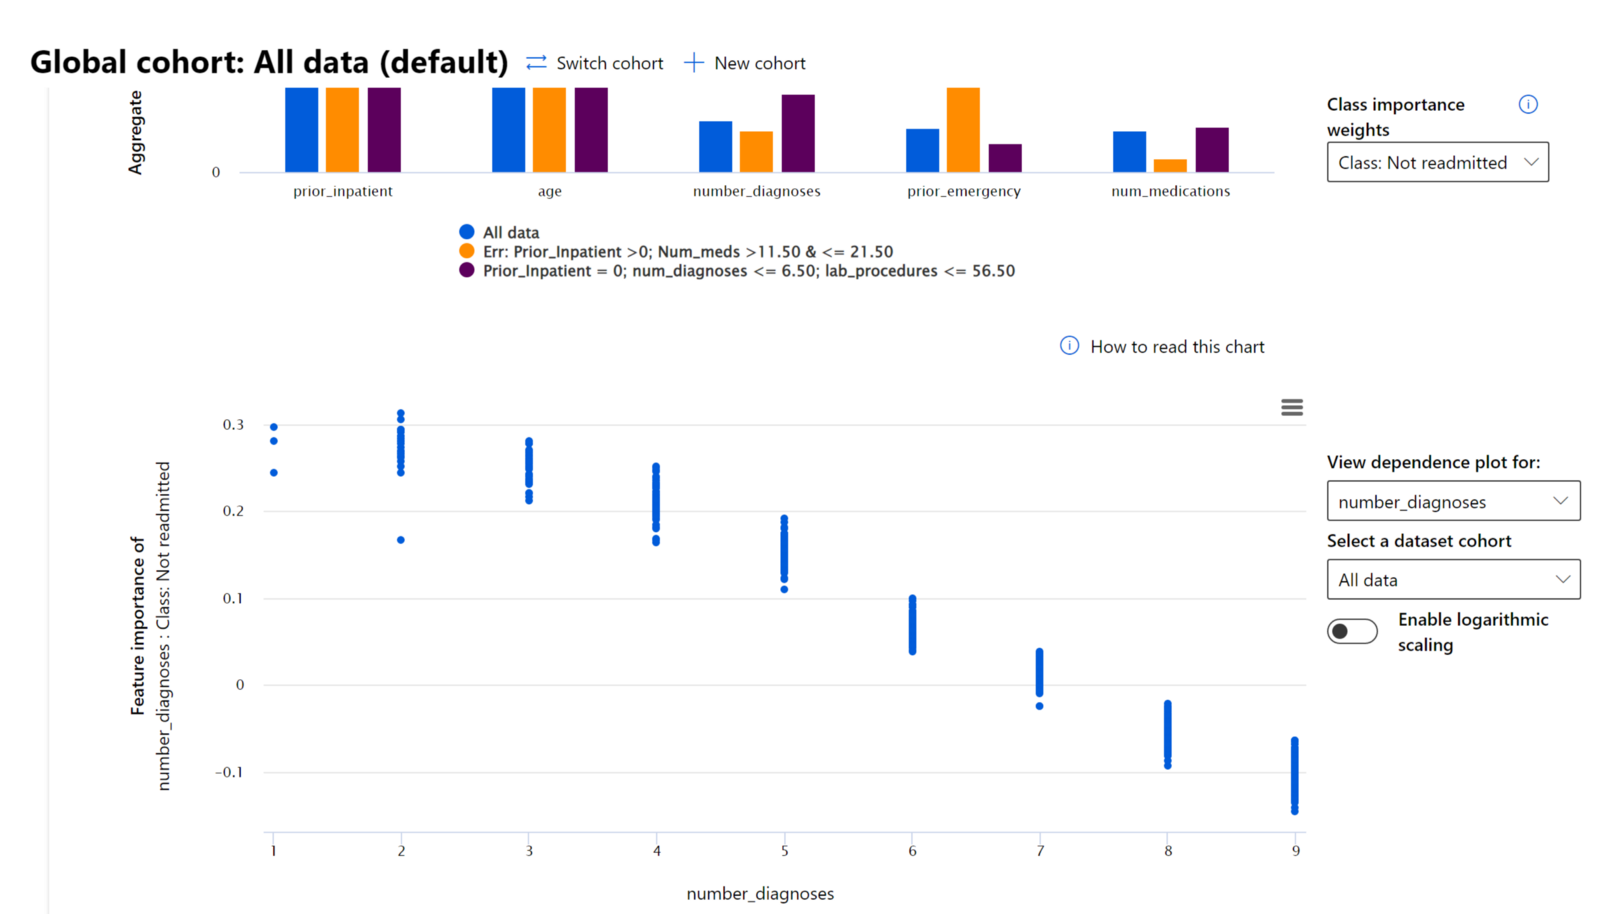 Global cohort: All data (default)
Switch cohort
New cohort
Aggregate
0
prior_inpatient
age
number_diagnoses
prior_emergency
num_medications
Class importance
weights
Class: Not readmitted
All data
Err: Prior_Inpatient >0; Num_meds >11.50 & <= 21.50
Prior_Inpatient = 0; num_diagnoses <= 6.50; lab_procedures <= 56.50
How to read this chart
Feature importance of
number_diagnoses : Class: Not readmitted
0.3
0.2
0.1
0
−0.1
1 2 3 4 5 6 7 8 9
number_diagnoses
View dependence plot for:
number_diagnoses
Select a dataset cohort
All data
Enable logarithmic
scaling